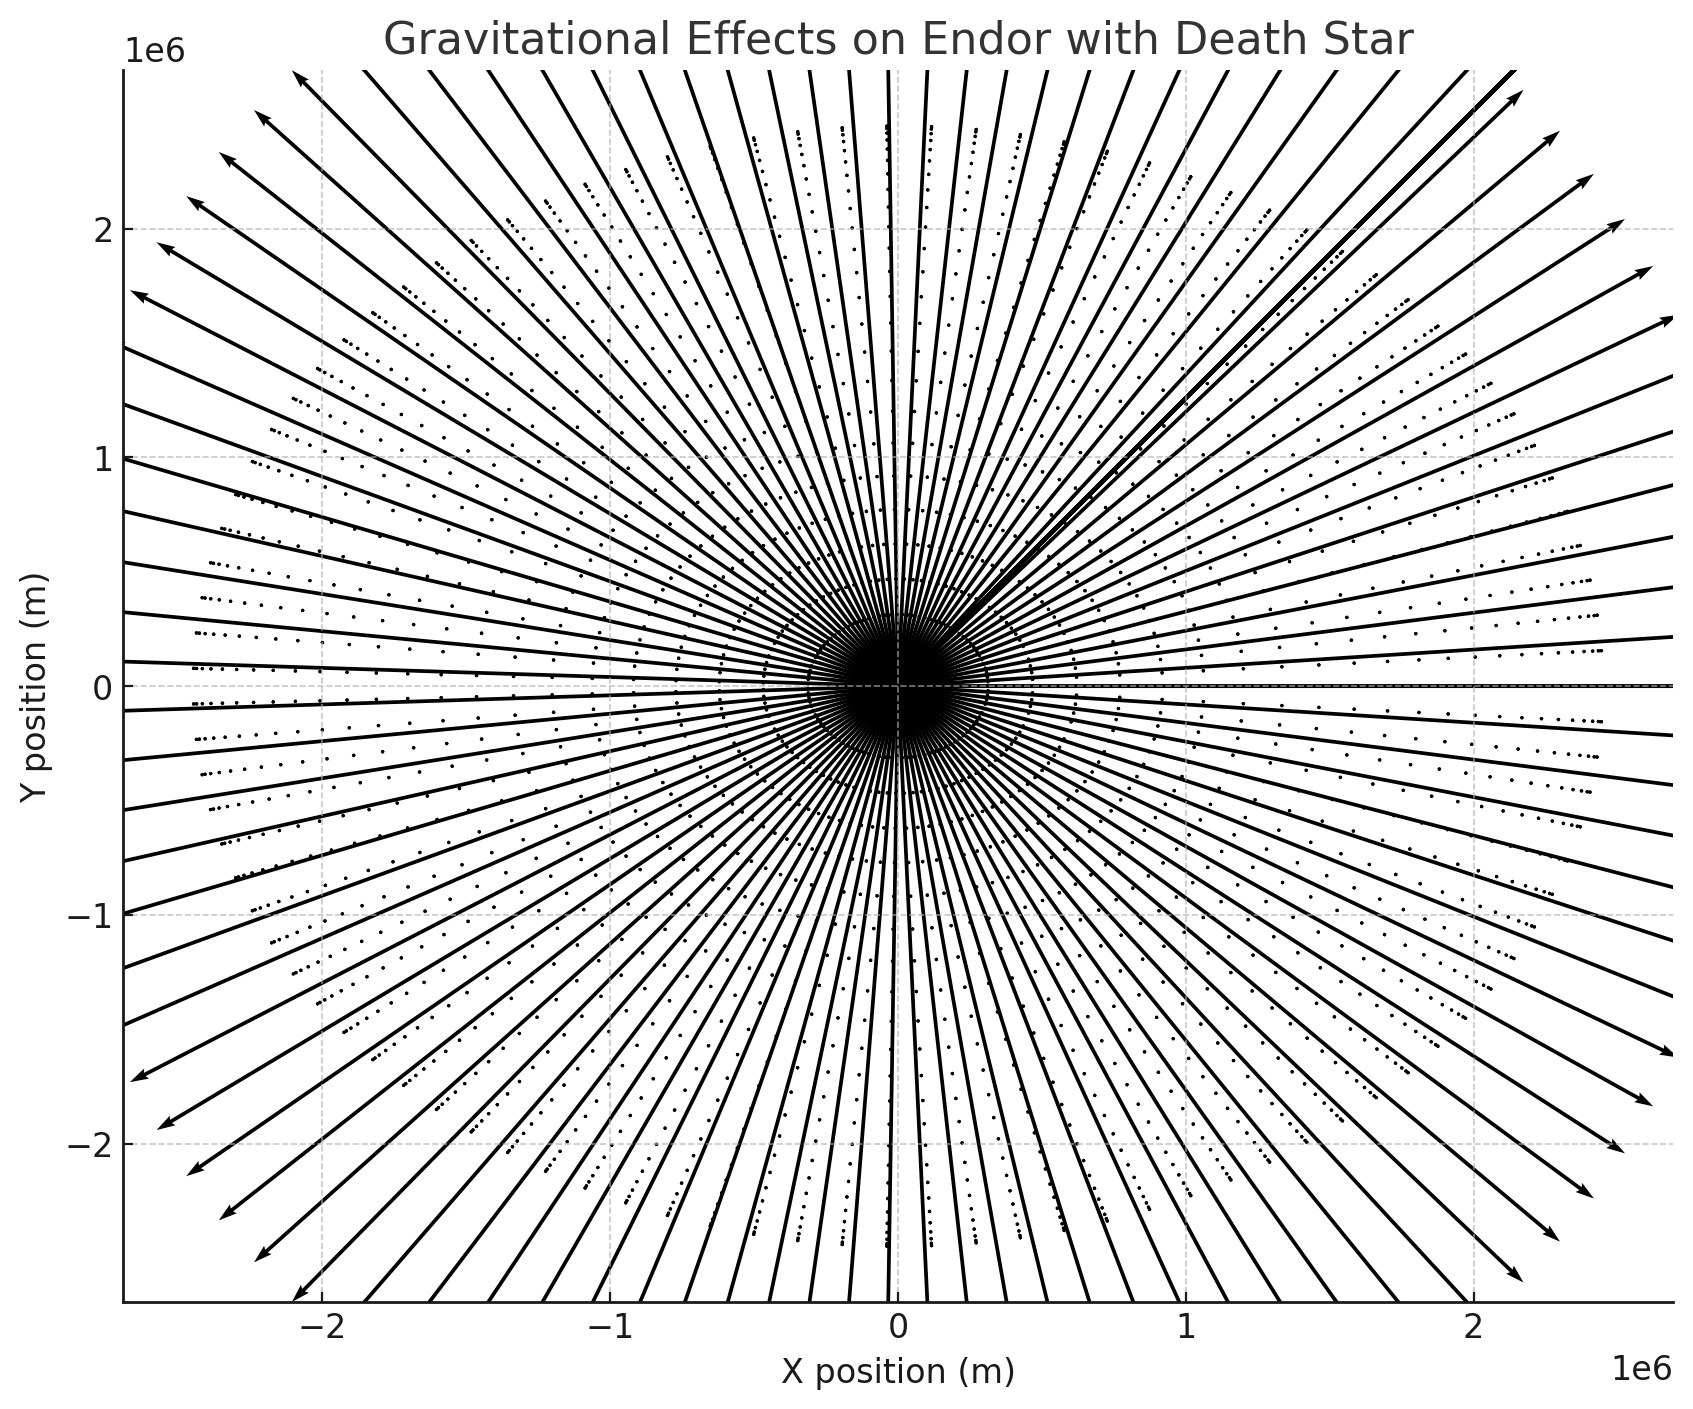 Gravitational Effects on Endor with Death Star
1e6
2
1
0
−1
−2
Y position (m)
−2 −1 0 1 2
X position (m)
1e6